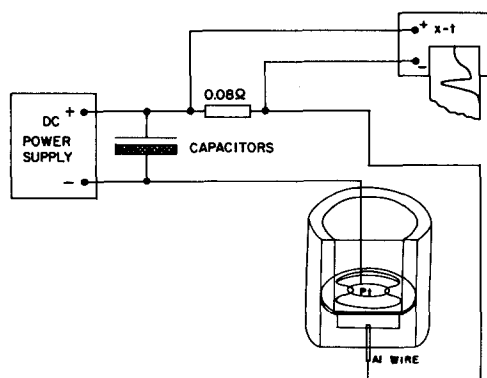 + x-t
-
0.08Ω
DC +
POWER
SUPPLY
-
CAPACITORS
Pt
Al WIRE